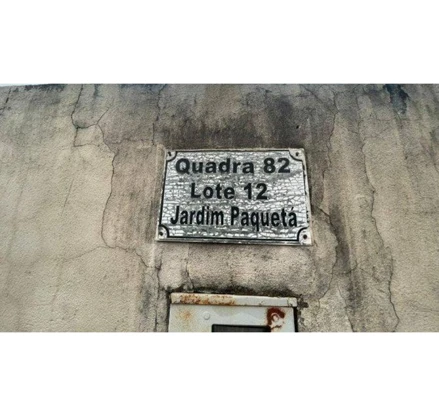 Quadra 82
Lote 12
Jardim Paquetá